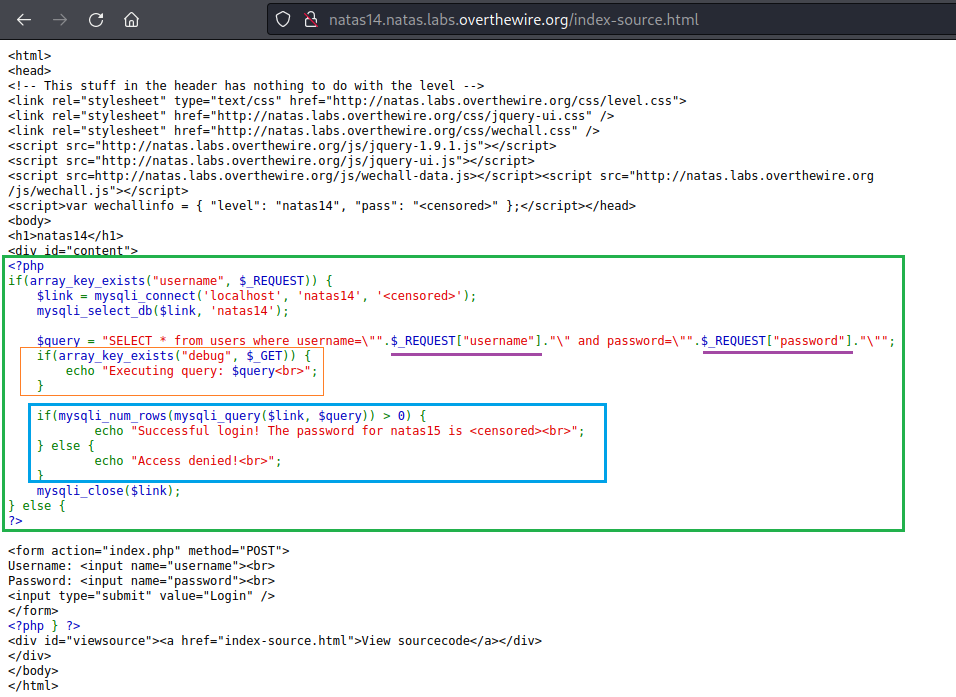 natas14.natas.labs.overthewire.org/index-source.html
<html>
<head>
<!-- This stuff in the header has nothing to do with the level -->
<link rel="stylesheet" type="text/css" href="http://natas.labs.overthewire.org/css/level.css">
<link rel="stylesheet" href="http://natas.labs.overthewire.org/css/jquery-ui.css" />
<link rel="stylesheet" href="http://natas.labs.overthewire.org/css/wechall.css" />
<script src="http://natas.labs.overthewire.org/js/jquery-1.9.1.js"></script>
<script src="http://natas.labs.overthewire.org/js/jquery-ui.js"></script>
<script src=http://natas.labs.overthewire.org/js/wechall-data.js></script><script src="http://natas.labs.overthewire.org
/js/wechall.js"></script>
<script>var wechallinfo = { "level": "natas14", "pass": "<censored>" };</script></head>
<body>
<h1>natas14</h1>
<div id="content">
<?php
if(array_key_exists("username", $_REQUEST)) {
    $link = mysqli_connect('localhost', 'natas14', '<censored>');
    mysqli_select_db($link, 'natas14');

    $query = "SELECT * from users where username=\"".$_REQUEST["username"]."\" and password=\"".$_REQUEST["password"]."\"";
    if(array_key_exists("debug", $_GET)) {
        echo "Executing query: $query<br>";
    }

    if(mysqli_num_rows(mysqli_query($link, $query)) > 0) {
            echo "Successful login! The password for natas15 is <censored><br>";
    } else {
            echo "Access denied!<br>";
    }
    mysqli_close($link);
} else {
?>

<form action="index.php" method="POST">
Username: <input name="username"><br>
Password: <input name="password"><br>
<input type="submit" value="Login" />
</form>
<?php } ?>
<div id="viewsource"><a href="index-source.html">View sourcecode</a></div>
</div>
</body>
</html>